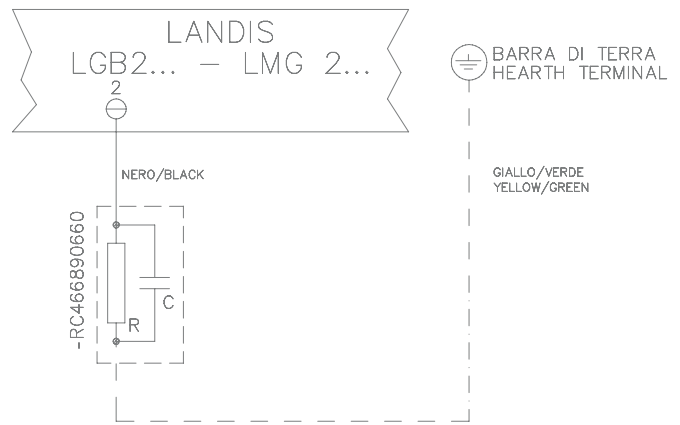 LANDIS
LGB2... - LMG 2...
2
BARRA DI TERRA
HEARTH TERMINAL
NERO/BLACK
GIALLO/VERDE
YELLOW/GREEN
-RC466890660
C
R